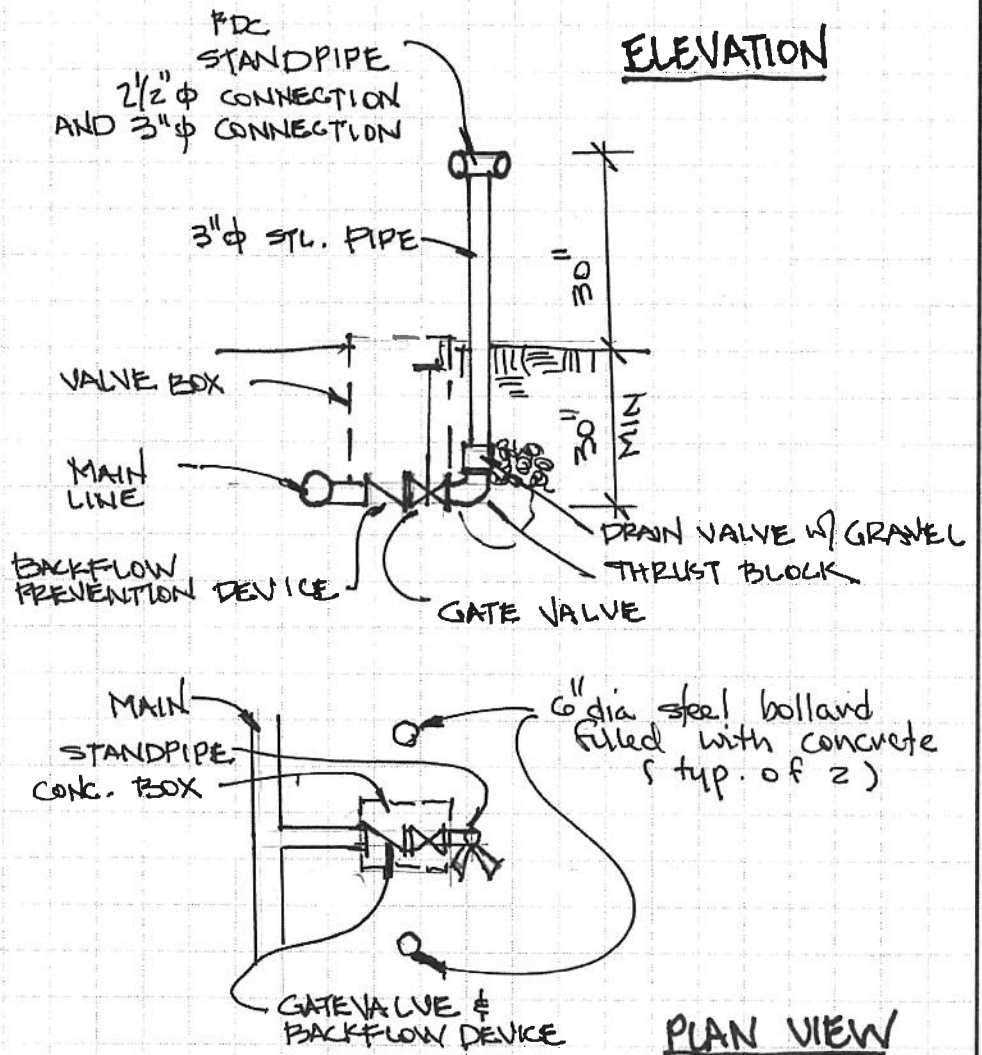 FDC
STANDPIPE
2 1/2"φ CONNECTION
AND 3"φ CONNECTION
ELEVATION
3"φ STL. PIPE
30"
VALVE BOX
30"
MIN
MAIN
LINE
DRAIN VALVE w/ GRAVEL
THRUST BLOCK
BACKFLOW
PREVENTION DEVICE
GATE VALVE
MAIN
STANDPIPE
CONC. BOX
6" dia steel bolland
filled with concrete
( typ. of 2 )
GATEVALVE &
BACKFLOW DEVICE
PLAN VIEW